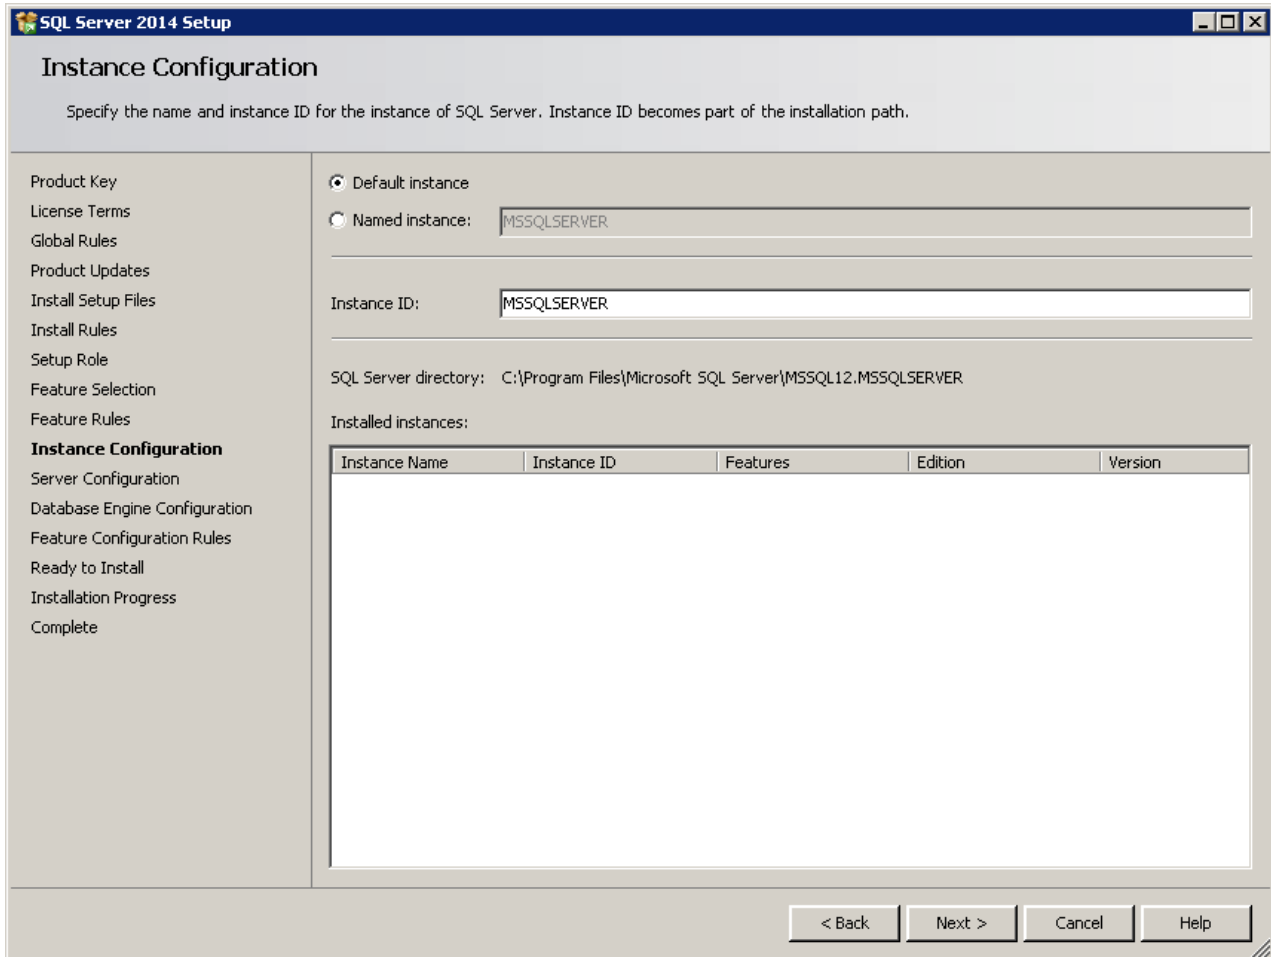 SQL Server 2014 Setup
Instance Configuration
Specify the name and instance ID for the instance of SQL Server. Instance ID becomes part of the installation path.
Product Key
License Terms
Global Rules
Product Updates
Install Setup Files
Install Rules
Setup Role
Feature Selection
Feature Rules
Instance Configuration
Server Configuration
Database Engine Configuration
Feature Configuration Rules
Ready to Install
Installation Progress
Complete
Default instance
Named instance: MSSQLSERVER
Instance ID: MSSQLSERVER
SQL Server directory: C:\Program Files\Microsoft SQL Server\MSSQL12.MSSQLSERVER
Installed instances:
Instance Name Instance ID Features Edition Version
< Back Next > Cancel Help